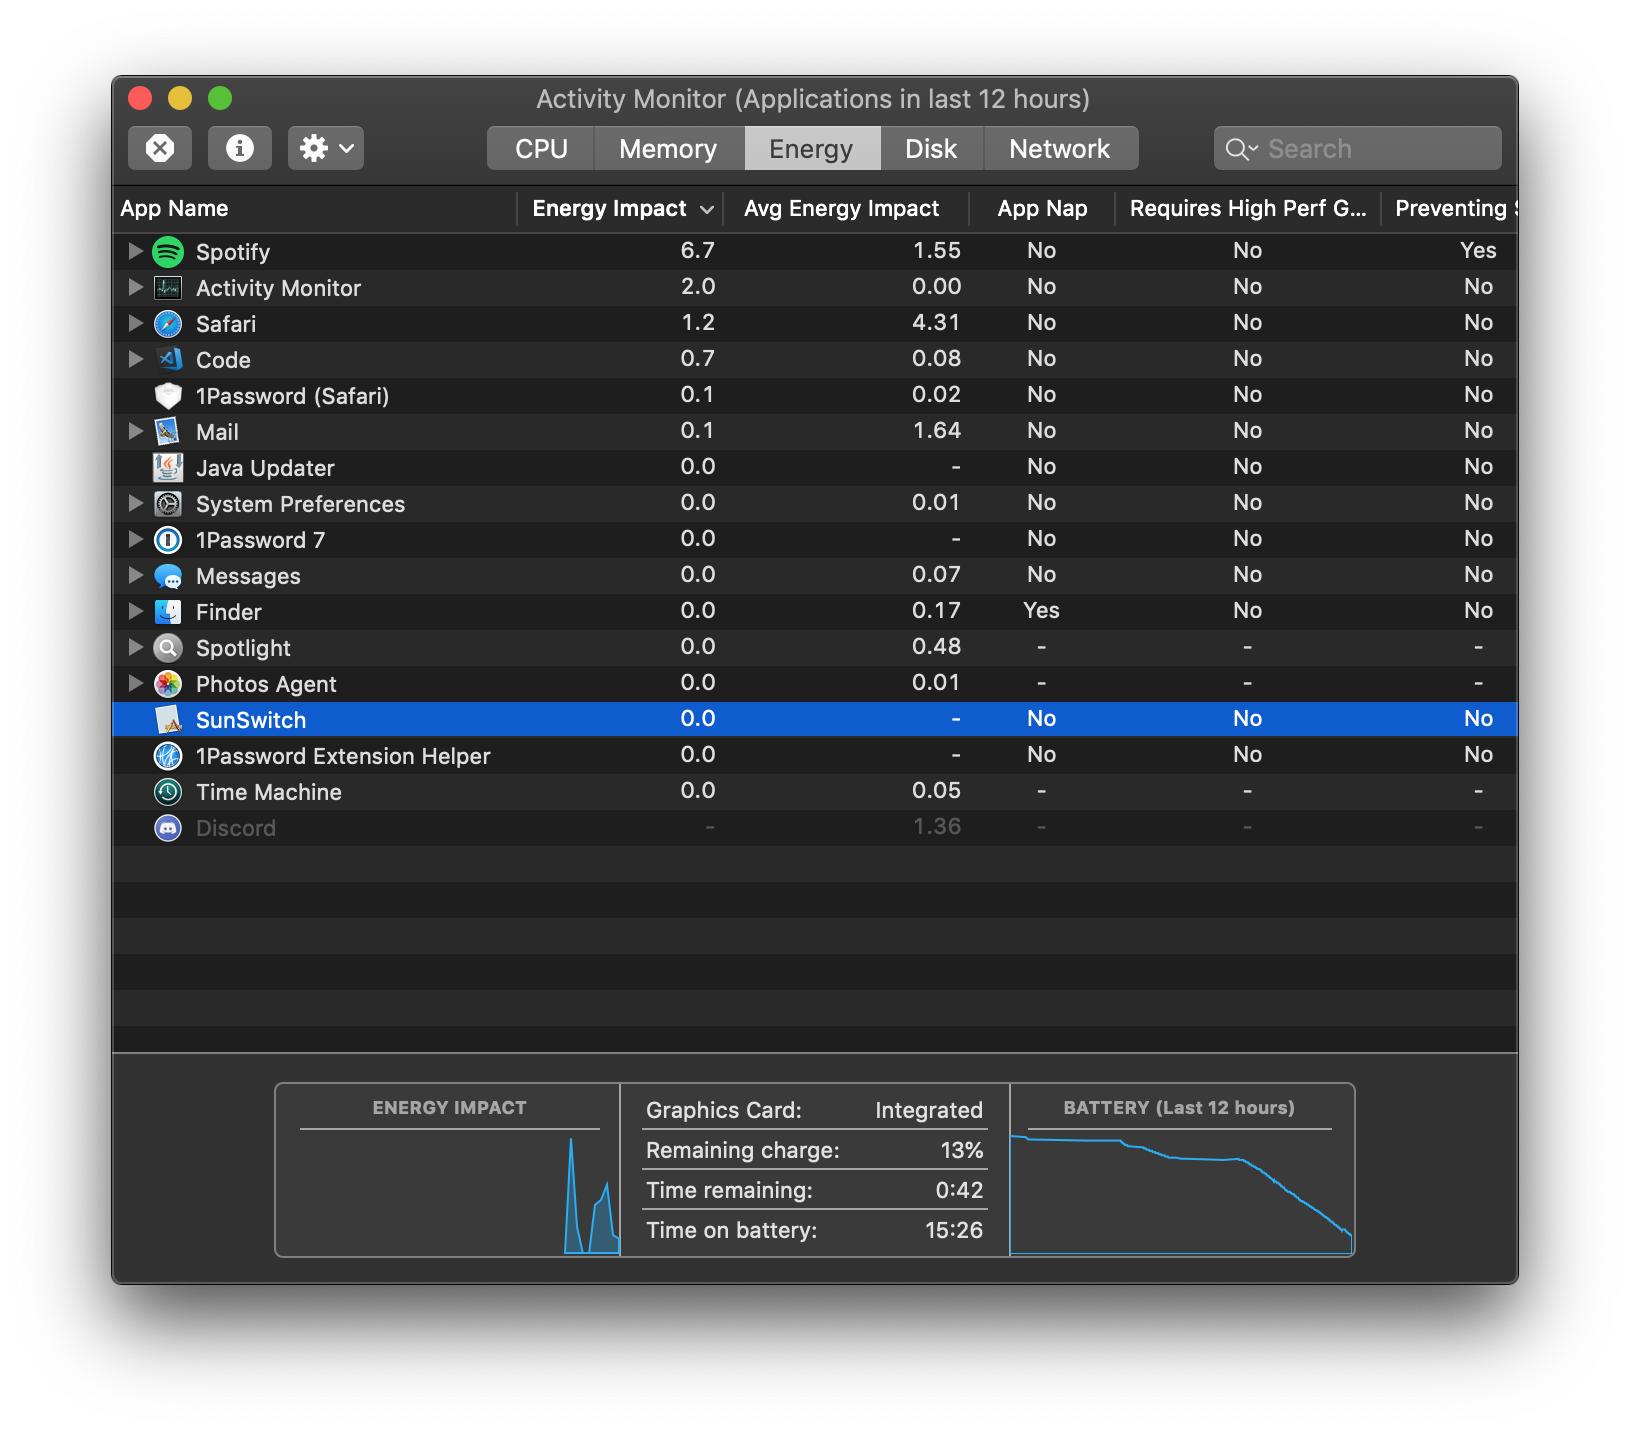 Activity Monitor (Applications in last 12 hours)
CPU Memory Energy Disk Network Search
App Name Energy Impact Avg Energy Impact App Nap Requires High Perf G... Preventing S
Spotify 6.7 1.55 No No Yes
Activity Monitor 2.0 0.00 No No No
Safari 1.2 4.31 No No No
Code 0.7 0.08 No No No
1Password (Safari) 0.1 0.02 No No No
Mail 0.1 1.64 No No No
Java Updater 0.0 - No No No
System Preferences 0.0 0.01 No No No
1Password 7 0.0 - No No No
Messages 0.0 0.07 No No No
Finder 0.0 0.17 Yes No No
Spotlight 0.0 0.48 - - -
Photos Agent 0.0 0.01 - - -
SunSwitch 0.0 - No No No
1Password Extension Helper 0.0 - No No No
Time Machine 0.0 0.05 - - -
Discord - 1.36 - - -
ENERGY IMPACT
Graphics Card: Integrated
Remaining charge: 13%
Time remaining: 0:42
Time on battery: 15:26
BATTERY (Last 12 hours)